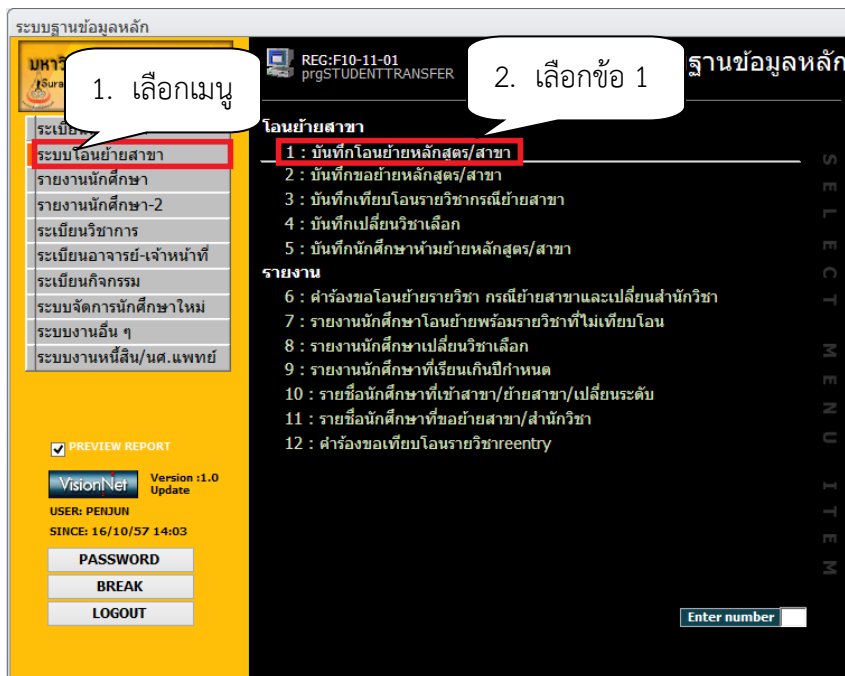 ระบบฐานข้อมูลหลัก
REG:F10-11-01
prgSTUDENTTRANSFER
ฐานข้อมูลหลัก
1. เลือกเมนู
2. เลือกข้อ 1
ระบบโอนย้ายสาขา
รายงานนักศึกษา
รายงานนักศึกษา-2
ระเบียนวิชาการ
ระเบียนอาจารย์-เจ้าหน้าที่
ระเบียนกิจกรรม
ระบบจัดการนักศึกษาใหม่
ระบบงานอื่น ๆ
ระบบงานหนี้สิน/นศ.แพทย์
โอนย้ายสาขา
1 : บันทึกโอนย้ายหลักสูตร/สาขา
2 : บันทึกขอย้ายหลักสูตร/สาขา
3 : บันทึกเทียบโอนรายวิชากรณีย้ายสาขา
4 : บันทึกเปลี่ยนวิชาเลือก
5 : บันทึกนักศึกษาห้ามย้ายหลักสูตร/สาขา
รายงาน
6 : คำร้องขอโอนย้ายรายวิชา กรณีย้ายสาขาและเปลี่ยนสำนักวิชา
7 : รายงานนักศึกษาโอนย้ายพร้อมรายวิชาที่ไม่เทียบโอน
8 : รายงานนักศึกษาเปลี่ยนวิชาเลือก
9 : รายงานนักศึกษาที่เรียนเกินปีกำหนด
10 : รายชื่อนักศึกษาที่เข้าสาขา/ย้ายสาขา/เปลี่ยนระดับ
11 : รายชื่อนักศึกษาที่ขอย้ายสาขา/สำนักวิชา
12 : คำร้องขอเทียบโอนรายวิชาreentry
SELECT MENU ITEM
PREVIEW REPORT
VisionNet
Version :1.0
Update
USER: PENJUN
SINCE: 16/10/57 14:03
PASSWORD
BREAK
LOGOUT
Enter number